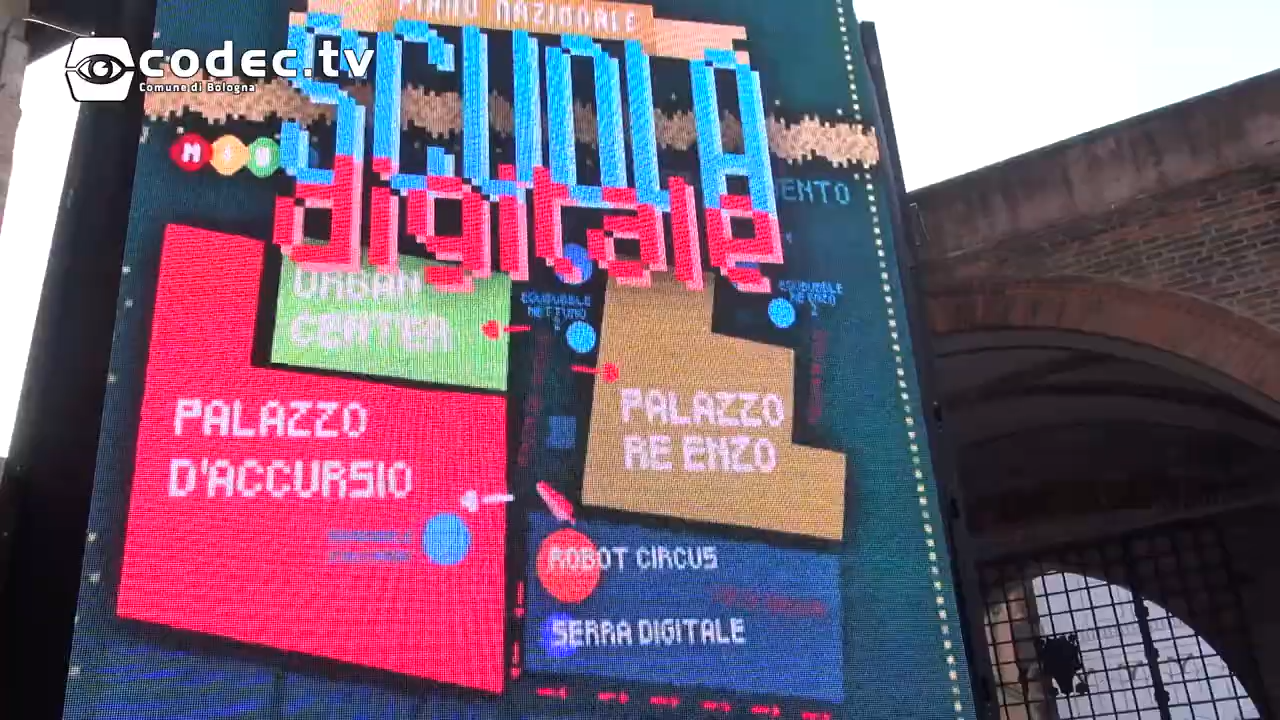 codec.tv
Comune di Bologna
PIANO NAZIONALE
SCUOLA
digitale
URBAN
CENTER
PALAZZO
D'ACCURSIO
PALAZZO
RE ENZO
ROBOT CIRCUS
SERRA DIGITALE